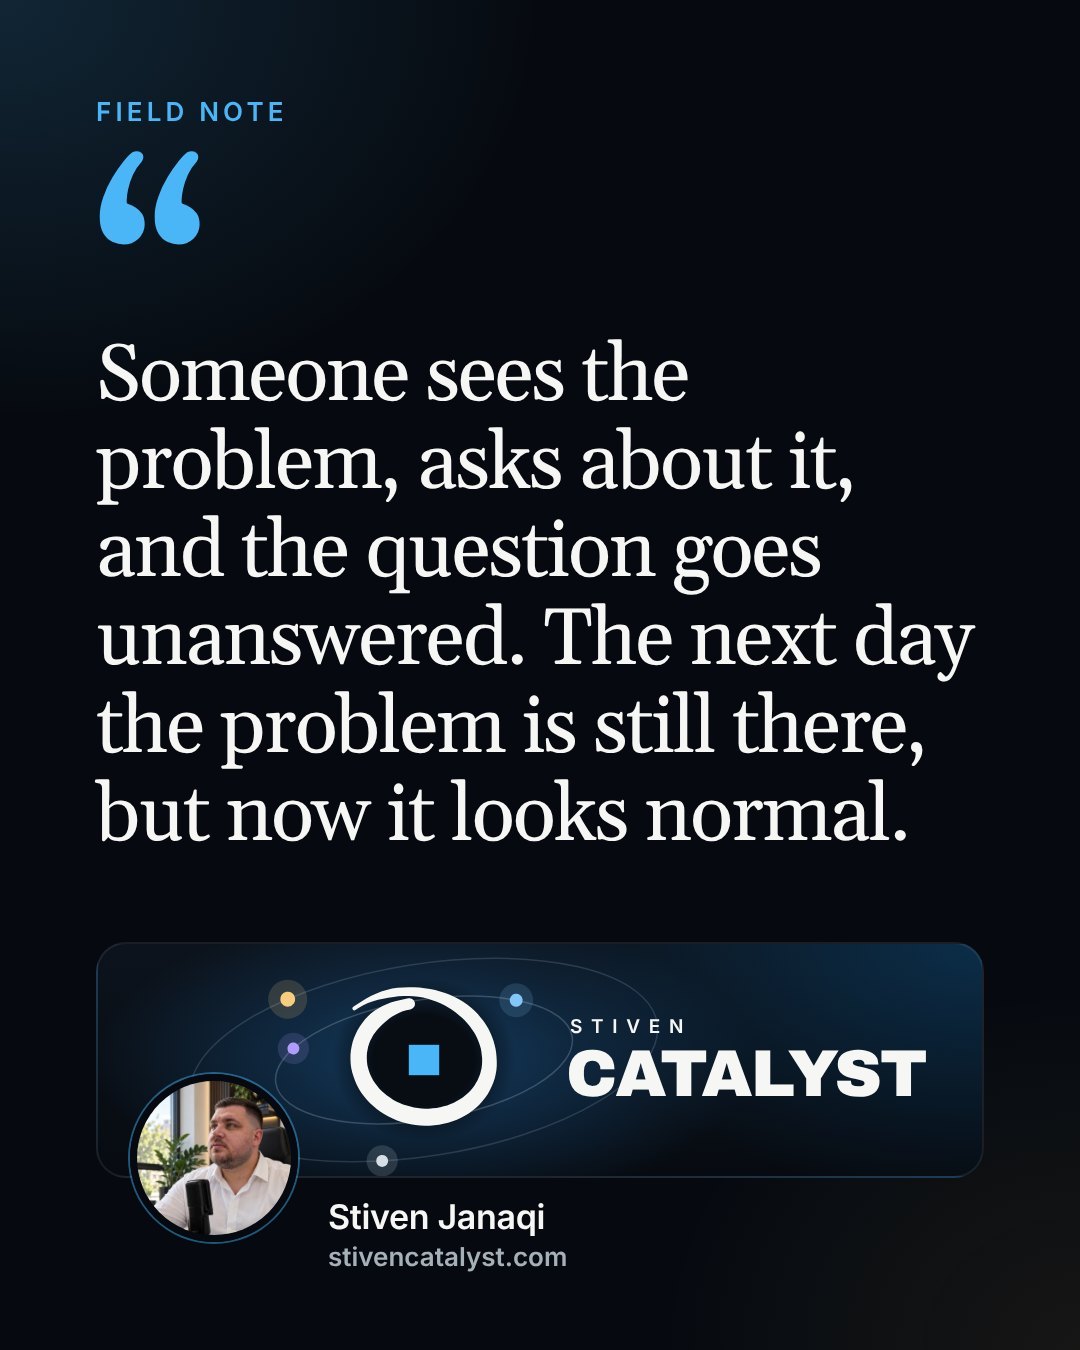 FIELD NOTE
“
Someone sees the
problem, asks about it,
and the question goes
unanswered. The next day
the problem is still there,
but now it looks normal.
STIVEN
CATALYST
Stiven Janaqi
stivencatalyst.com